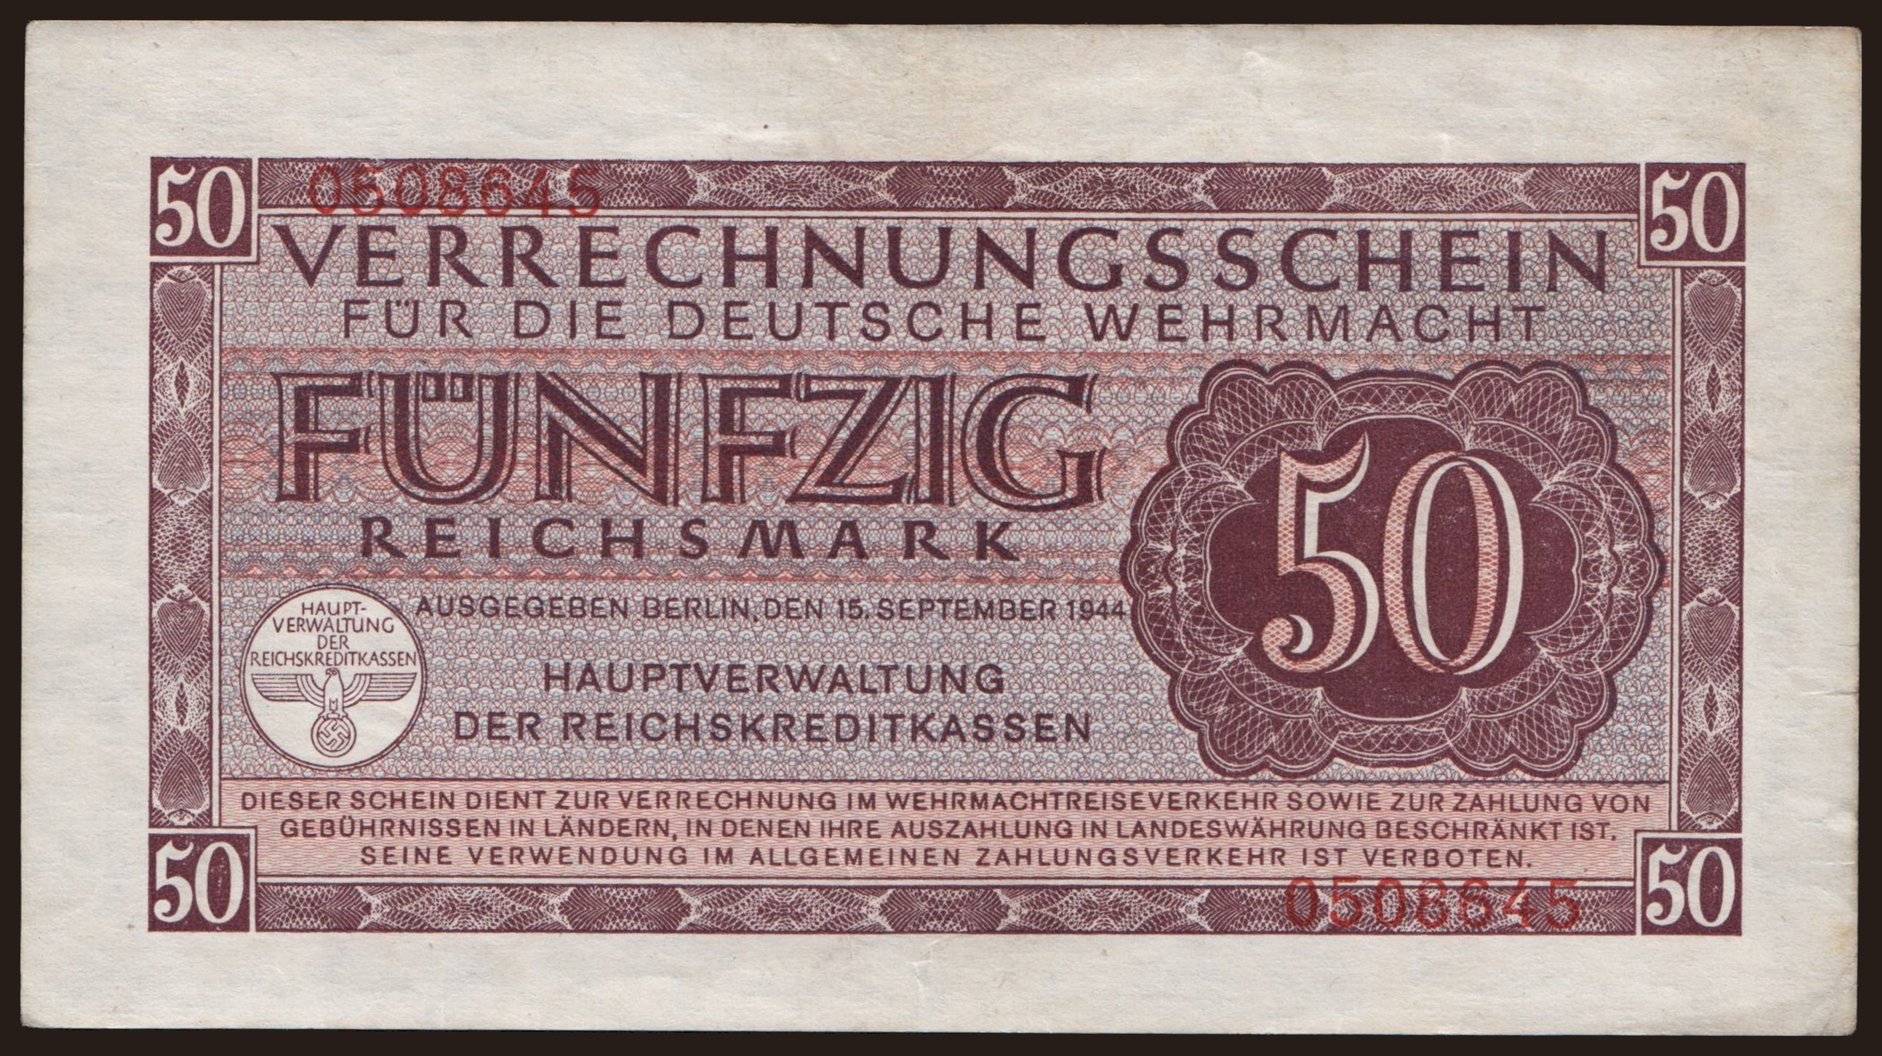 50
50
0508645
VERRECHNUNGSSCHEIN
FÜR DIE DEUTSCHE WEHRMACHT
FÜNFZIG
REICHSMARK
50
HAUPT-
VERWALTUNG
DER
REICHSKREDITKASSEN
AUSGEGEBEN BERLIN, DEN 15. SEPTEMBER 1944
HAUPTVERWALTUNG
DER REICHSKREDITKASSEN
DIESER SCHEIN DIENT ZUR VERRECHNUNG IM WEHRMACHTREISEVERKEHR SOWIE ZUR ZAHLUNG VON
GEBÜHRNISSEN IN LÄNDERN, IN DENEN IHRE AUSZAHLUNG IN LANDESWÄHRUNG BESCHRÄNKT IST.
SEINE VERWENDUNG IM ALLGEMEINEN ZAHLUNGSVERKEHR IST VERBOTEN.
50
0508645
50